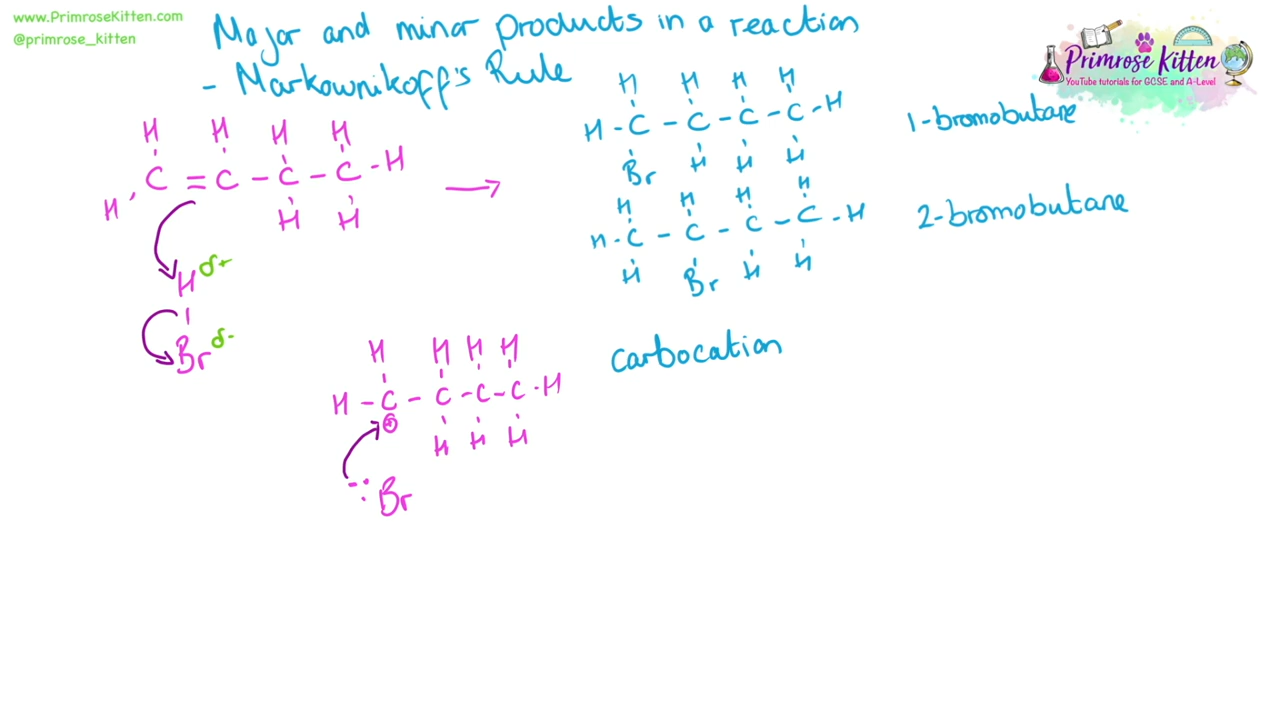 www.PrimroseKitten.com
@primrose_kitten
Major and minor products in a reaction
- Markownikoff's Rule
Primrose Kitten
YouTube tutorials for GCSE and A-Level
H H H H
C = C - C - C - H
H H H
→
H H H H
H - C - C - C - C - H
Br H H H
1-bromobutane
H H H H
H - C - C - C - C - H
H Br H H
2-bromobutane
H δ+
Br δ-
H H H H
H - C - C - C - C - H
⊕ H H H
:Br
carbocation